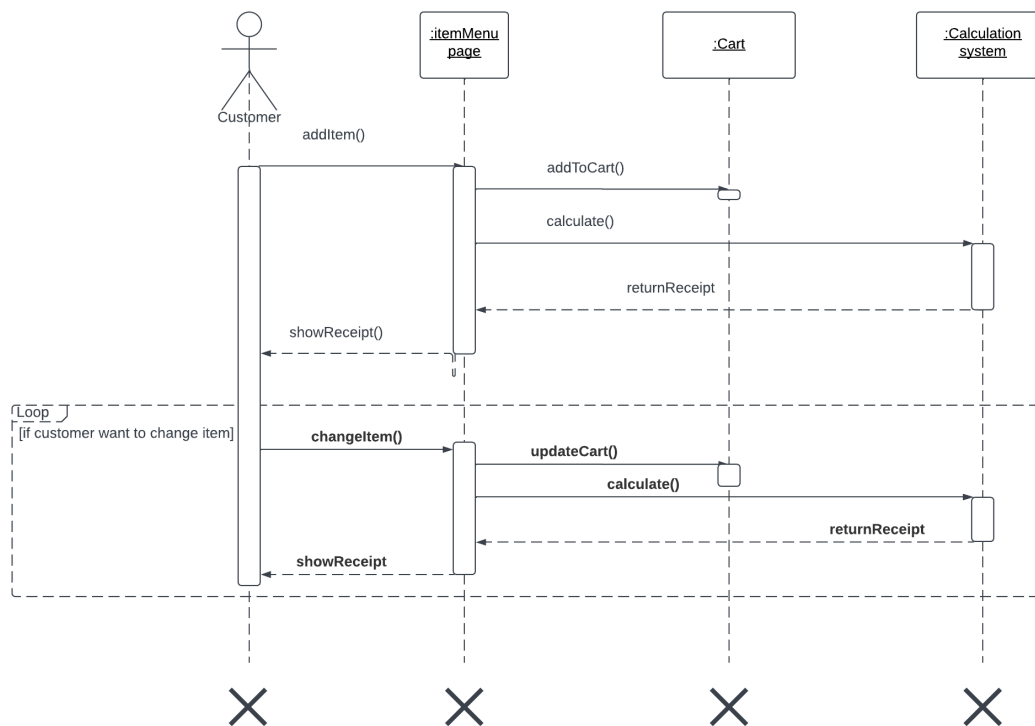 :itemMenu
page
:Cart
:Calculation
system
Customer
addItem()
addToCart()
calculate()
returnReceipt
showReceipt()
Loop
[if customer want to change item]
changeItem()
updateCart()
calculate()
returnReceipt
showReceipt